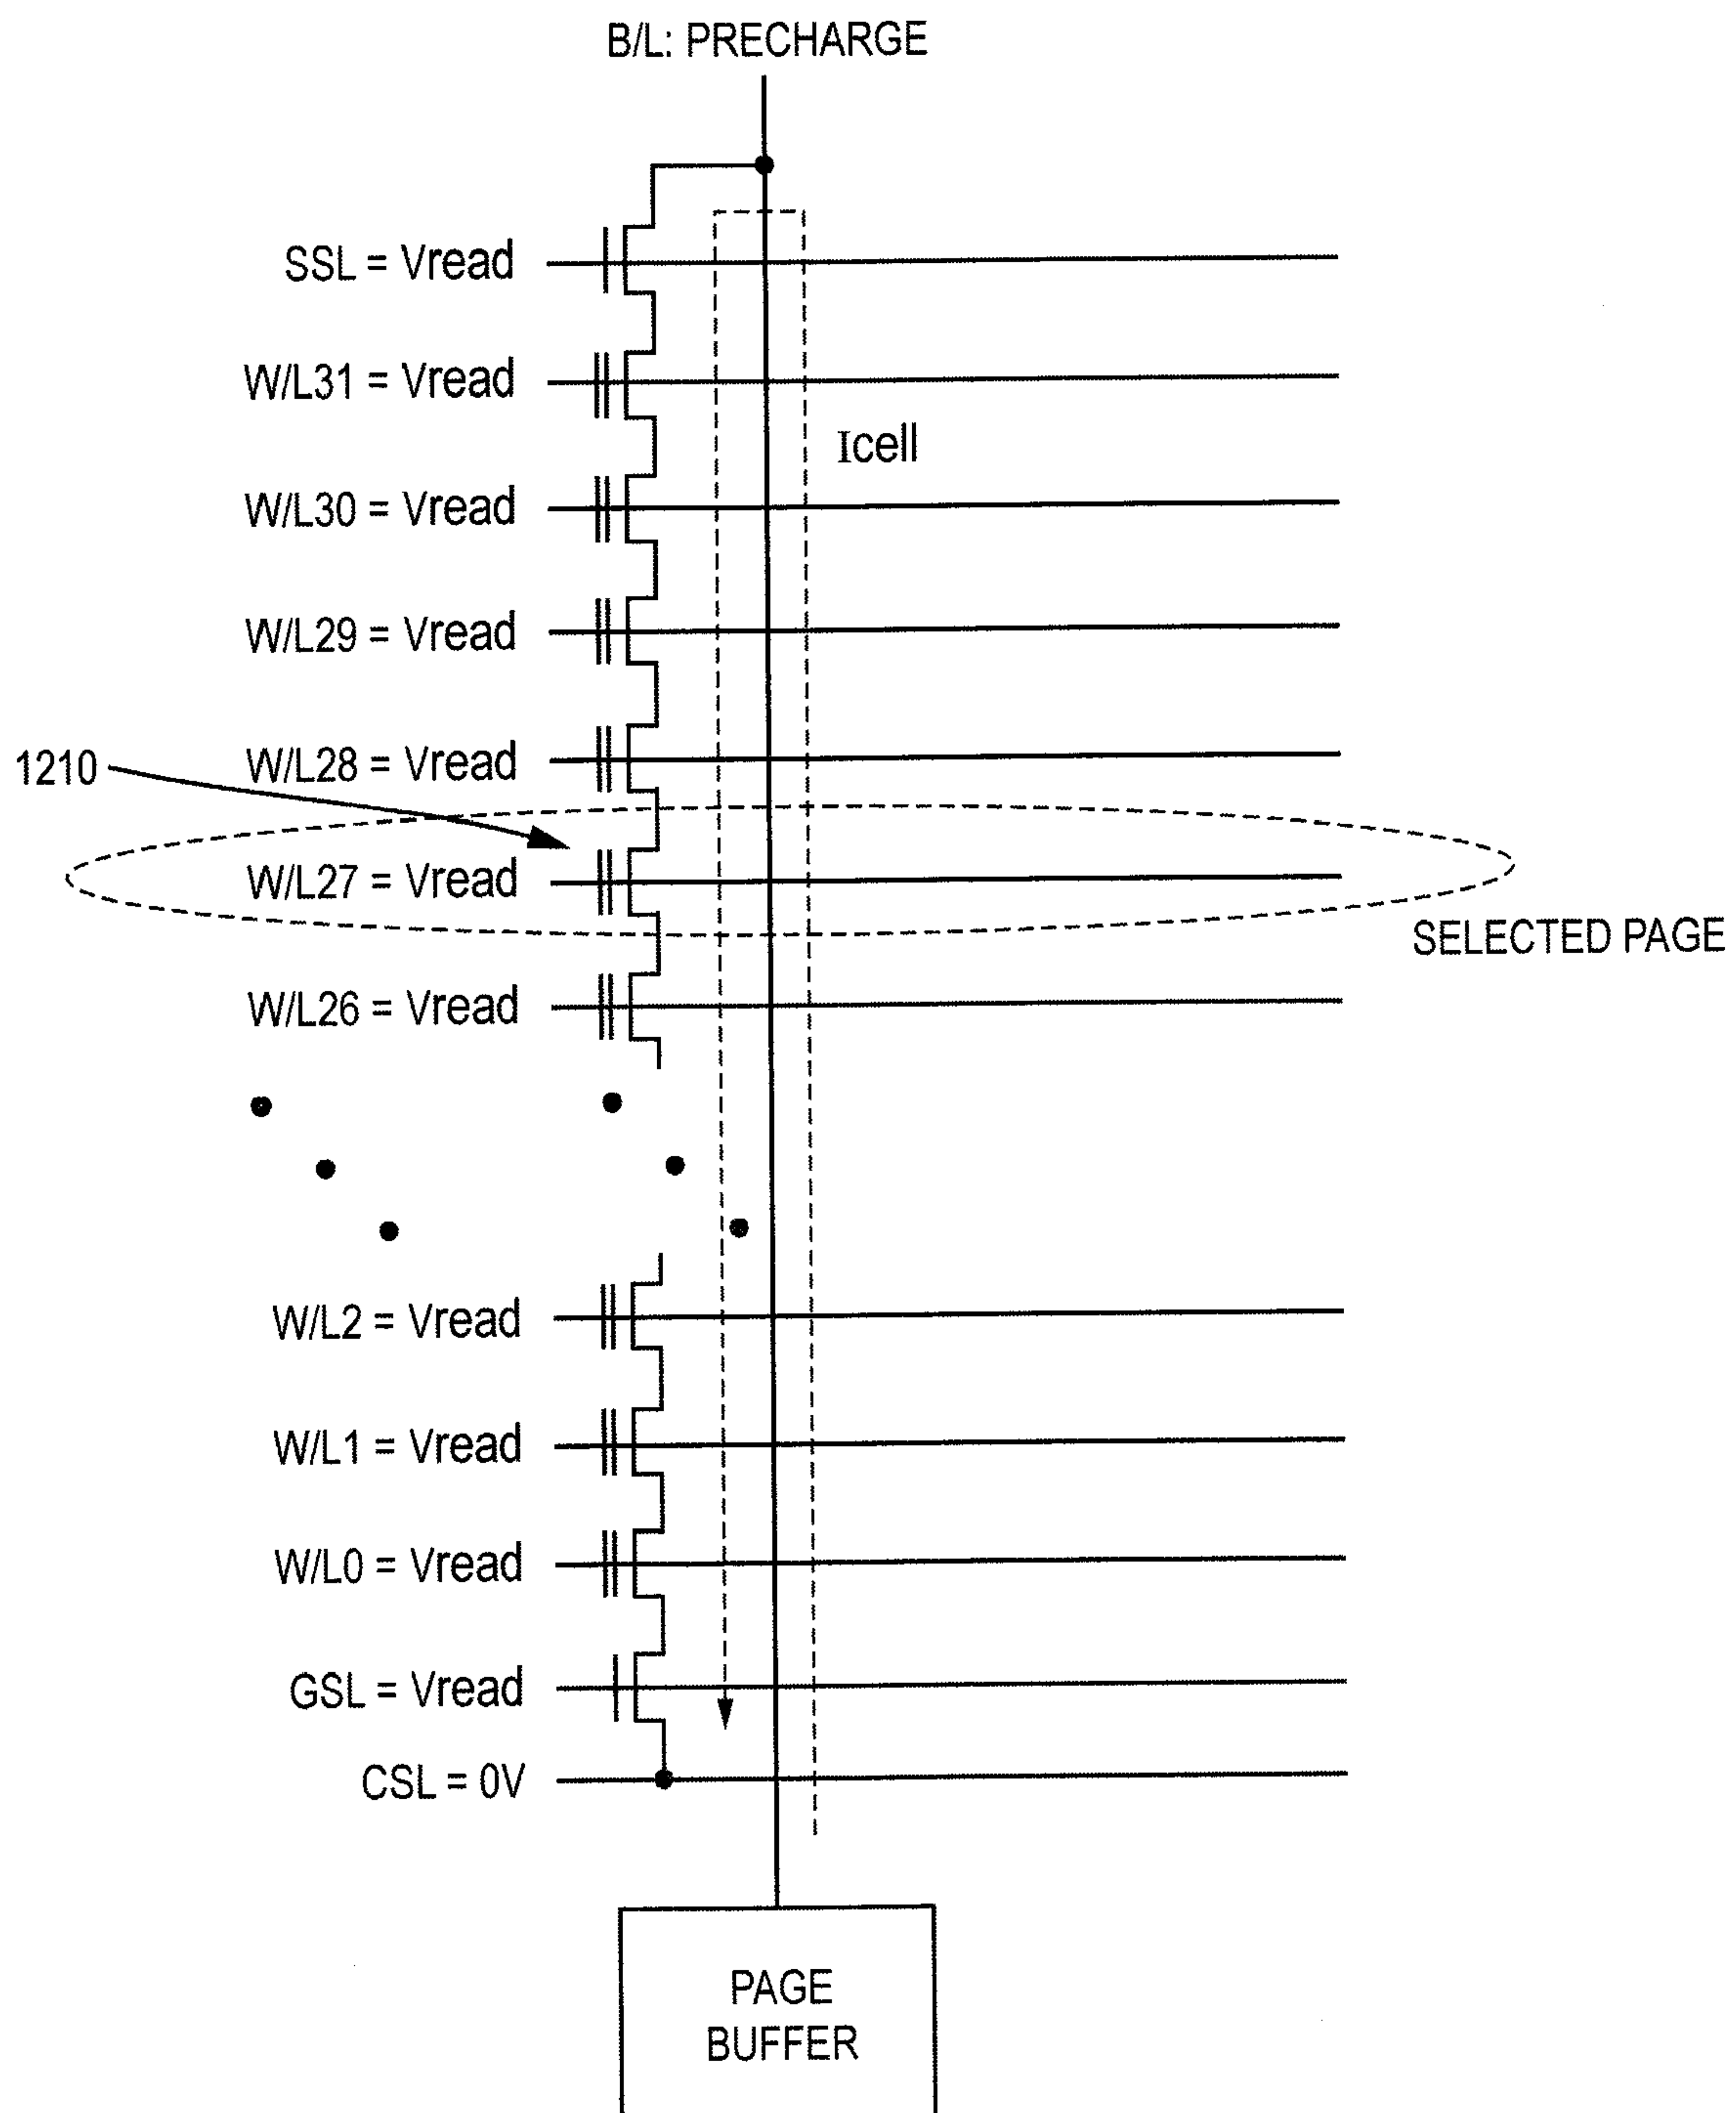 B/L: PRECHARGE
SSL = Vread
W/L31 = Vread
Icell
W/L30 = Vread
W/L29 = Vread
W/L28 = Vread
1210
W/L27 = Vread
SELECTED PAGE
W/L26 = Vread
W/L2 = Vread
W/L1 = Vread
W/L0 = Vread
GSL = Vread
CSL = 0V
PAGE
BUFFER